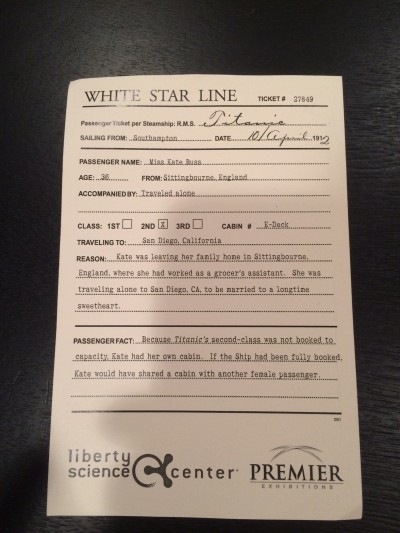 WHITE STAR LINE TICKET # 27849
Passenger Ticket per Steamship: R.M.S. Titanic
SAILING FROM: Southampton DATE 10/April 1912
PASSENGER NAME: Miss Kate Buss
AGE: 36 FROM: Sittingbourne, England
ACCOMPANIED BY: Traveled alone
CLASS: 1ST 2ND X 3RD CABIN # E-Deck
TRAVELING TO: San Diego, California
REASON: Kate was leaving her family home in Sittingbourne,
England, where she had worked as a grocer's assistant. She was
traveling alone to San Diego, CA, to be married to a longtime
sweetheart.
PASSENGER FACT: Because Titanic's second-class was not booked to
capacity, Kate had her own cabin. If the Ship had been fully booked,
Kate would have shared a cabin with another female passenger.
liberty science center
PREMIER
EXHIBITIONS